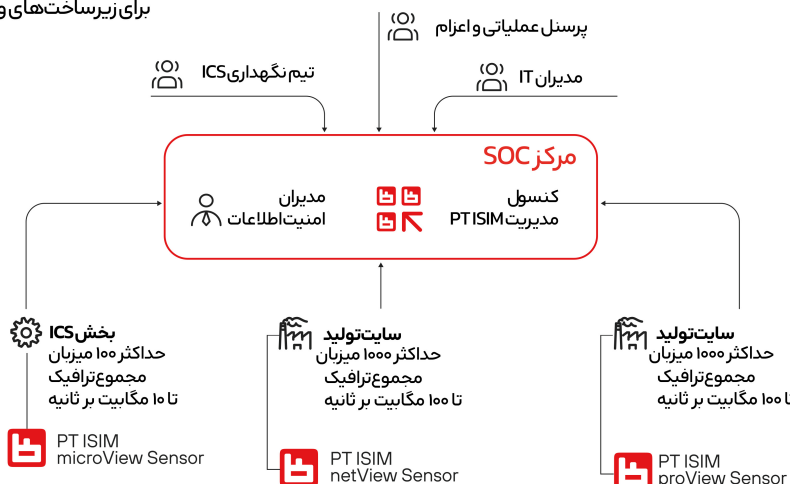 برای زیرساخت‌های و
پرسنل عملیاتی و اعزام
تیم نگهداری ICS
مدیران IT
مرکز SOC
کنسول
مدیریت PT ISIM
مدیران
امنیت اطلاعات
سایت تولید
حداکثر ۱۰۰۰ میزبان
مجموع ترافیک
تا ۱۰۰ مگابیت بر ثانیه
PT ISIM
proView Sensor
سایت تولید
حداکثر ۱۰۰۰ میزبان
مجموع ترافیک
تا ۱۰۰ مگابیت بر ثانیه
PT ISIM
netView Sensor
بخش ICS
حداکثر ۱۰۰ میزبان
مجموع ترافیک
تا ۱۰ مگابیت بر ثانیه
PT ISIM
microView Sensor